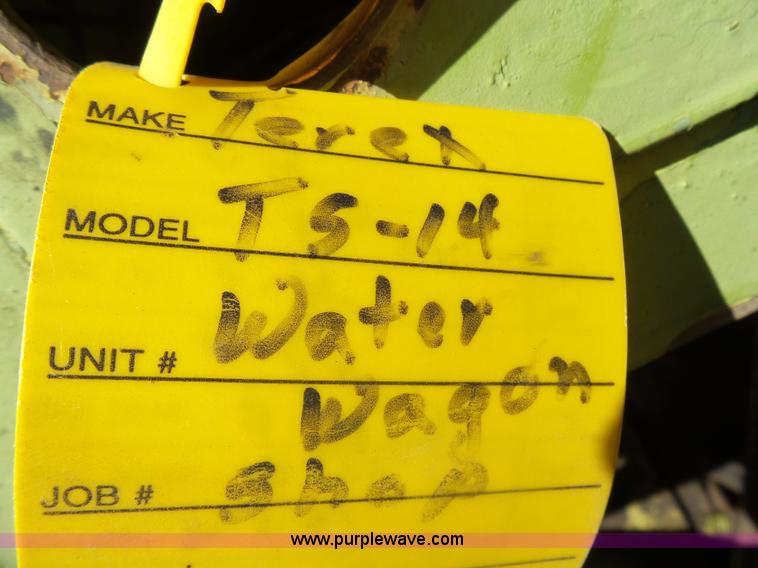 MAKE Terex
MODEL TS-14
UNIT # Water
Wagon
JOB # Shop
www.purplewave.com